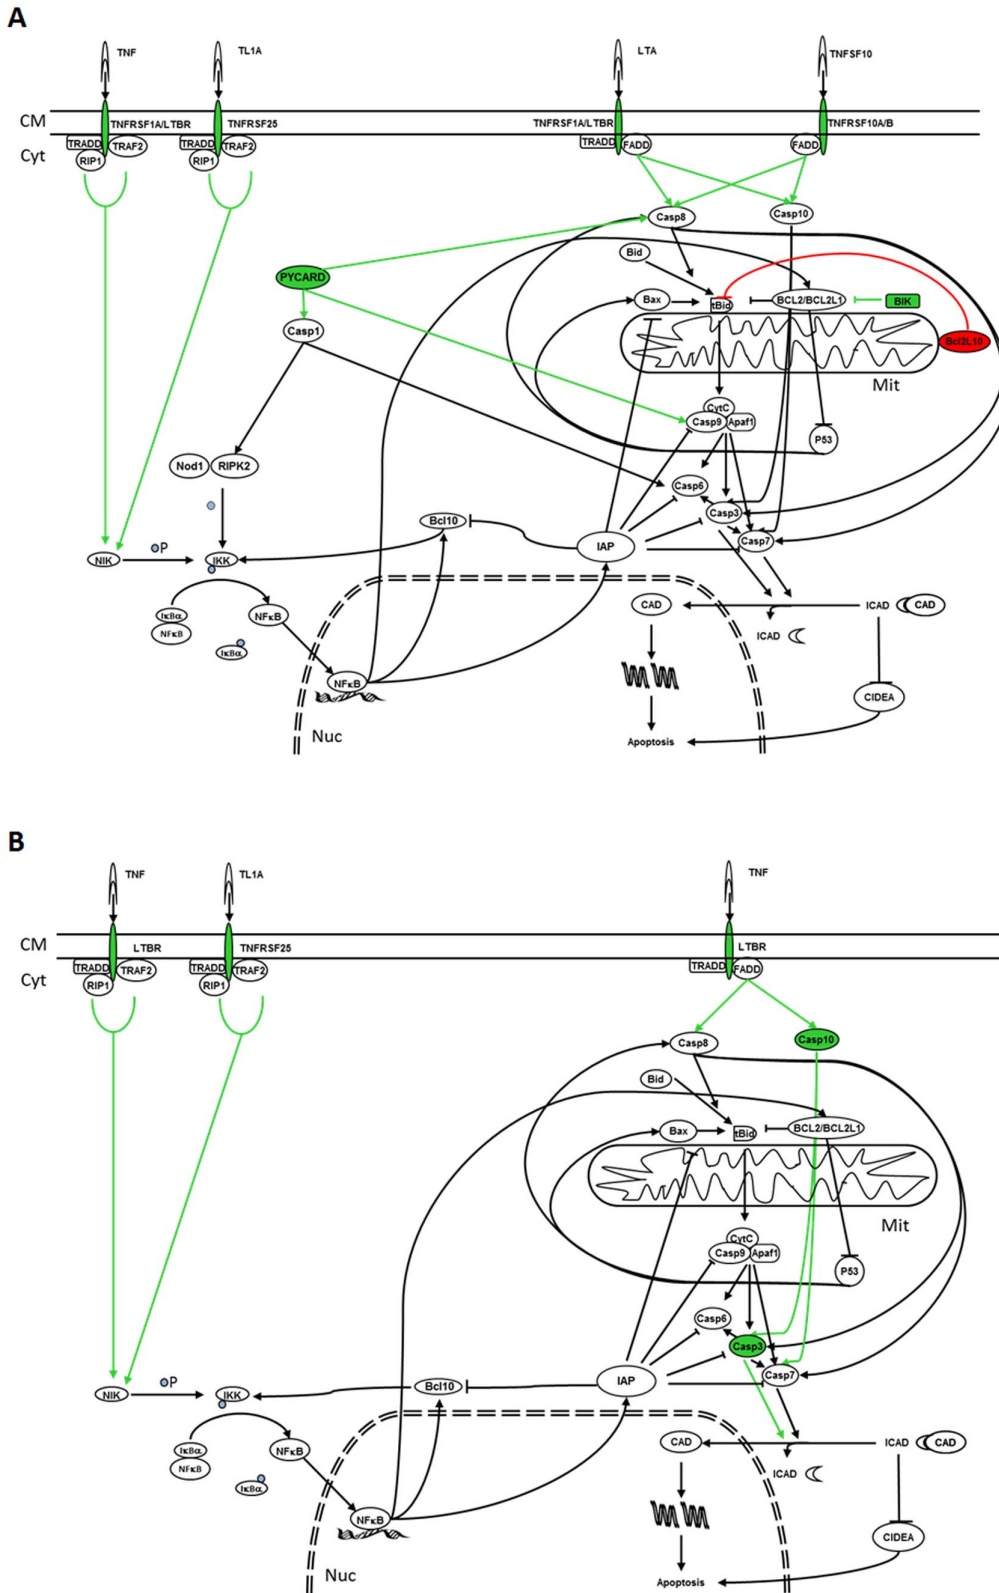 A
TNF
TL1A
LTA
TNFSF10
CM
TNFRSF1A/LTBR
TNFRSF25
TNFRSF1A/LTBR
TNFRSF10A/B
Cyt
TRADD
TRAF2
RIP1
TRADD
TRAF2
RIP1
TRADD
FADD
FADD
Casp8
Casp10
Bid
PYCARD
Bax
tBid
BCL2/BCL2L1
BIK
Casp1
Bcl2L10
Mit
CytC
Casp9
Apaf1
P53
Nod1
RIPK2
Casp6
Casp3
Bcl10
Casp7
IAP
NIK
P
IKK
IκBα
NFκB
NFκB
CAD
ICAD
CAD
ICAD
IκBα
NFκB
CIDEA
Nuc
Apoptosis
B
TNF
TL1A
TNF
CM
LTBR
TNFRSF25
LTBR
Cyt
TRADD
TRAF2
RIP1
TRADD
TRAF2
RIP1
TRADD
FADD
Casp8
Casp10
Bid
Bax
tBid
BCL2/BCL2L1
Mit
CytC
Casp9
Apaf1
P53
Casp6
Casp3
Casp7
IAP
Bcl10
NIK
P
IKK
IκBα
NFκB
NFκB
CAD
ICAD
CAD
ICAD
IκBα
NFκB
CIDEA
Nuc
Apoptosis